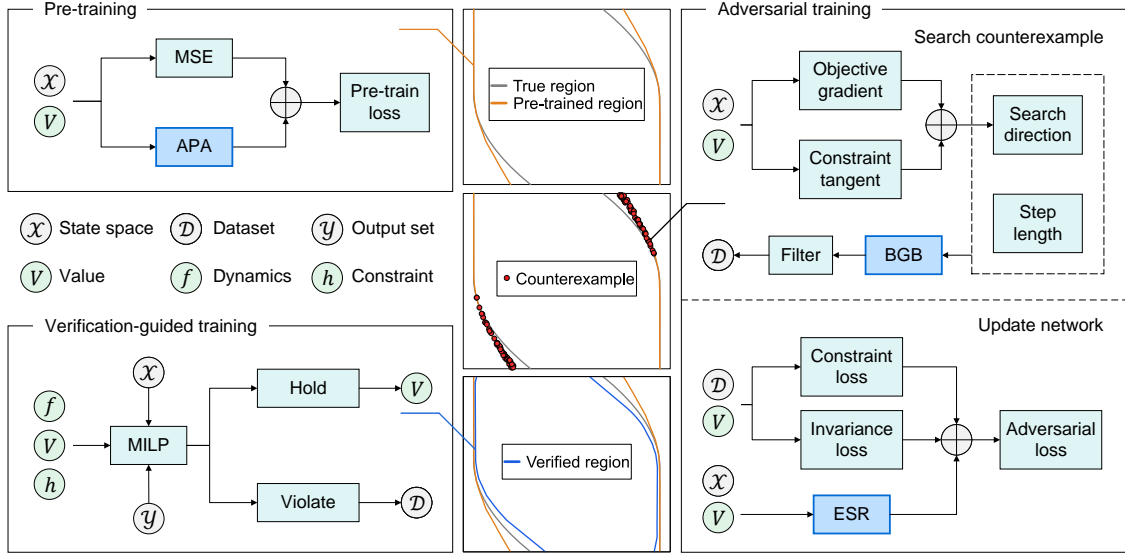 Pre-training
𝒳
V
MSE
APA
Pre-train
loss
True region
Pre-trained region
Adversarial training
Search counterexample
𝒳
V
Objective
gradient
Constraint
tangent
Search
direction
Step
length
BGB
Filter
𝒟
𝒳 State space
𝒟 Dataset
𝒴 Output set
V Value
f Dynamics
h Constraint
Counterexample
Verification-guided training
𝒳
f
V
h
MILP
𝒴
Hold
V
Violate
𝒟
Verified region
Update network
𝒟
V
Constraint
loss
Invariance
loss
Adversarial
loss
𝒳
V
ESR